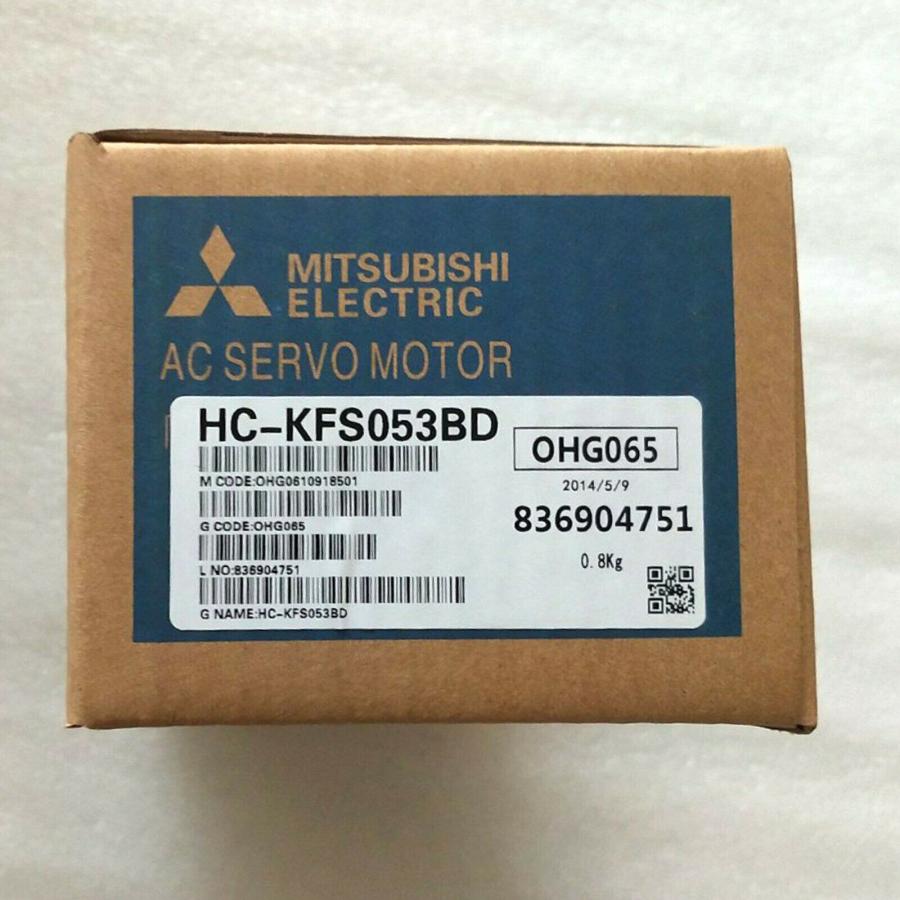 MITSUBISHI
ELECTRIC
AC SERVO MOTOR
HC-KFS053BD
OHG065
M CODE:OHG0610918501
2014/5/9
G CODE:OHG065
836904751
L NO:836904751
0.8Kg
G NAME:HC-KFS053BD